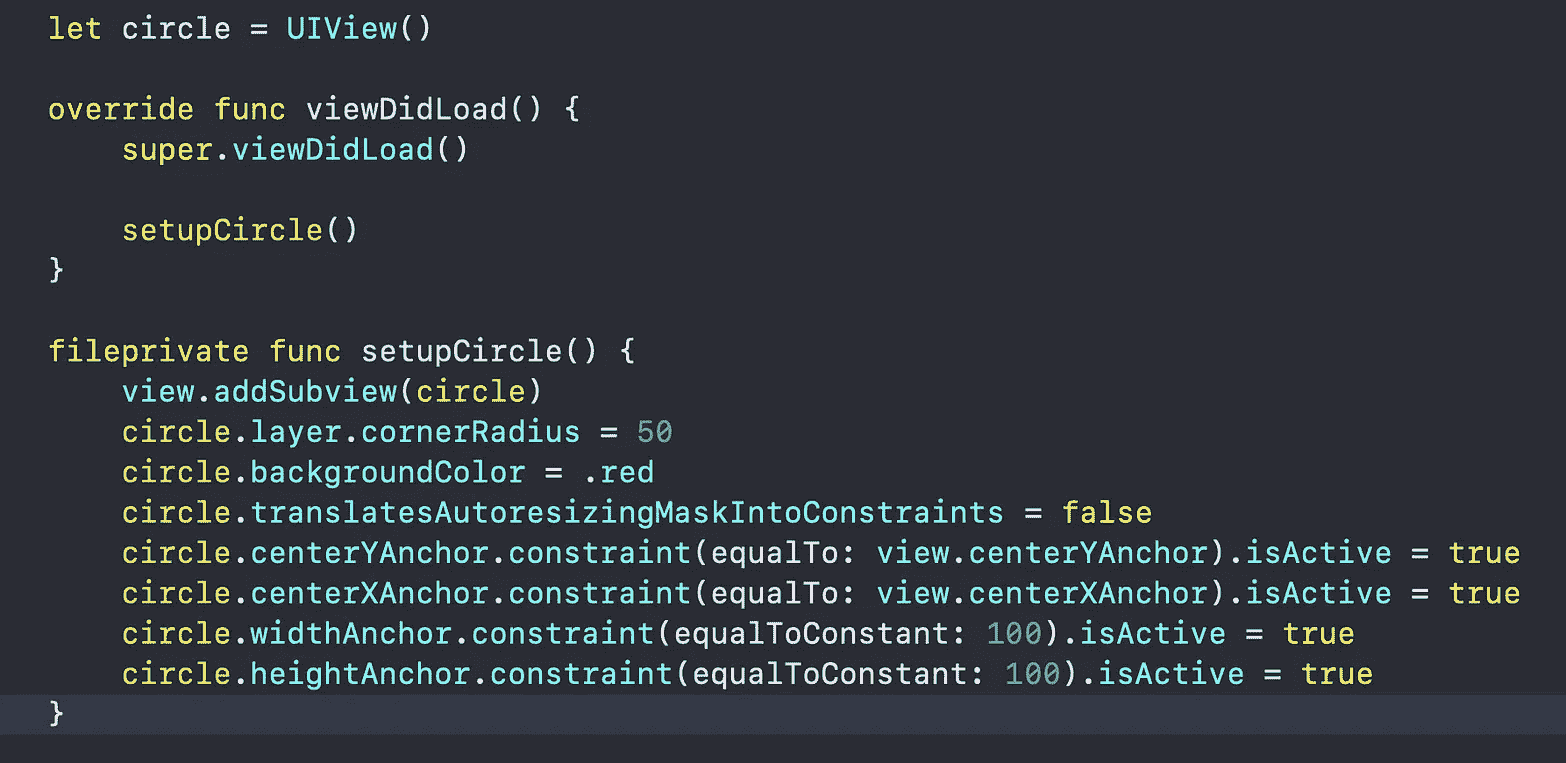 let circle = UIView()
override func viewDidLoad() {
    super.viewDidLoad()
    setupCircle()
}
fileprivate func setupCircle() {
    view.addSubview(circle)
    circle.layer.cornerRadius = 50
    circle.backgroundColor = .red
    circle.translatesAutoresizingMaskIntoConstraints = false
    circle.centerYAnchor.constraint(equalTo: view.centerYAnchor).isActive = true
    circle.centerXAnchor.constraint(equalTo: view.centerXAnchor).isActive = true
    circle.widthAnchor.constraint(equalToConstant: 100).isActive = true
    circle.heightAnchor.constraint(equalToConstant: 100).isActive = true
}